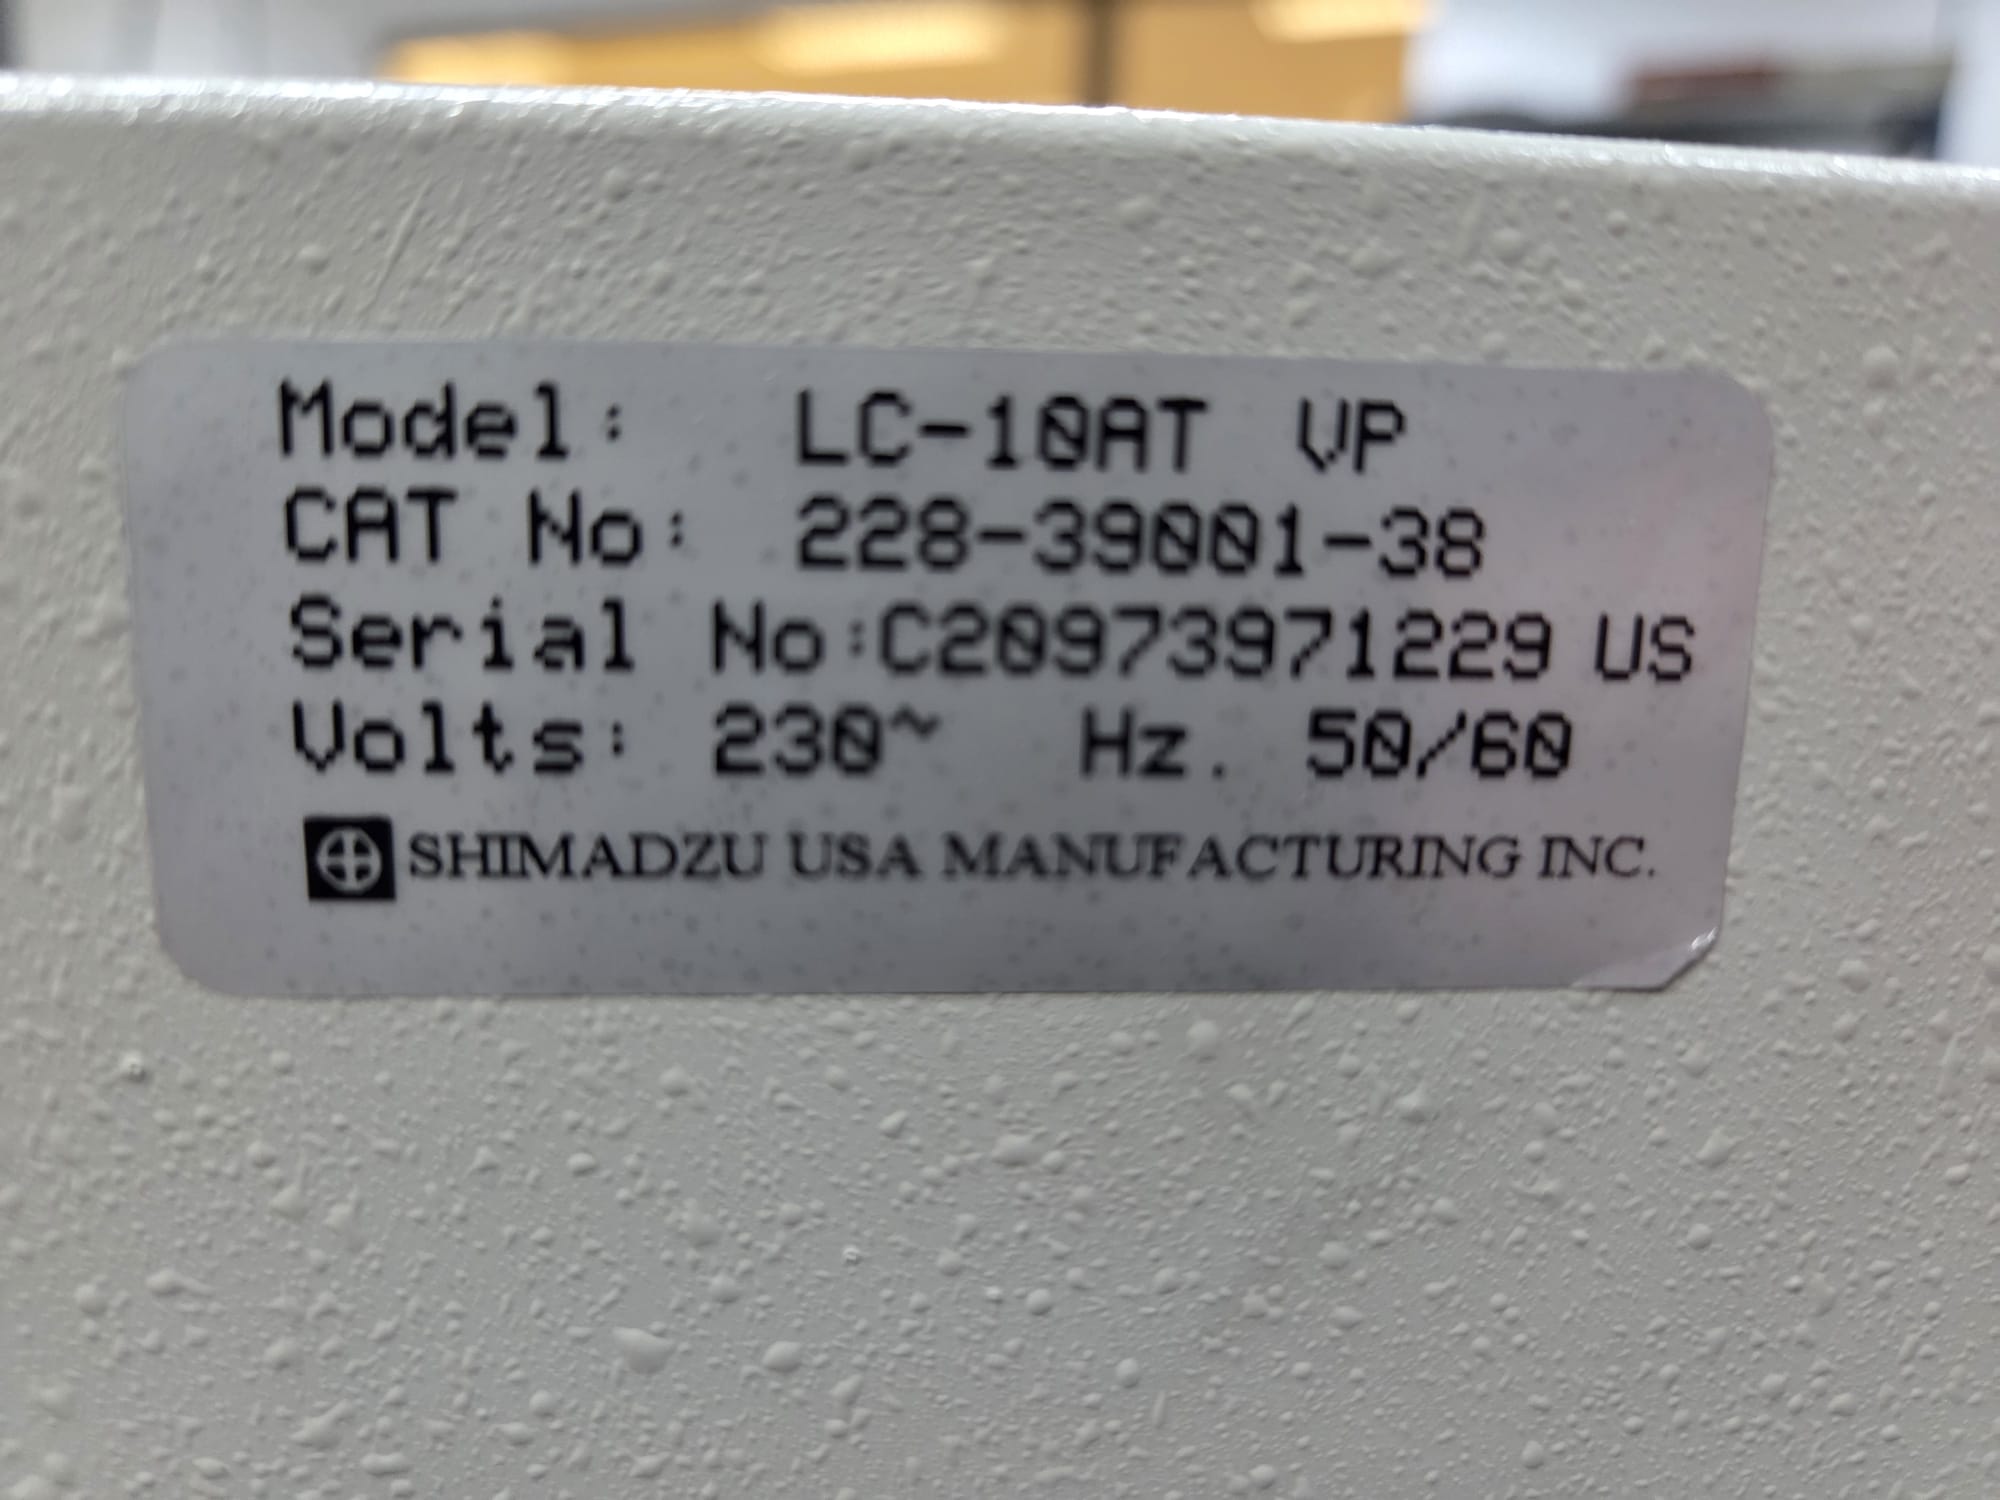 Model: LC-10AT VP
CAT No: 228-39001-38
Serial No:C20973971229 US
Volts: 230~ Hz. 50/60
SHIMADZU USA MANUFACTURING INC.